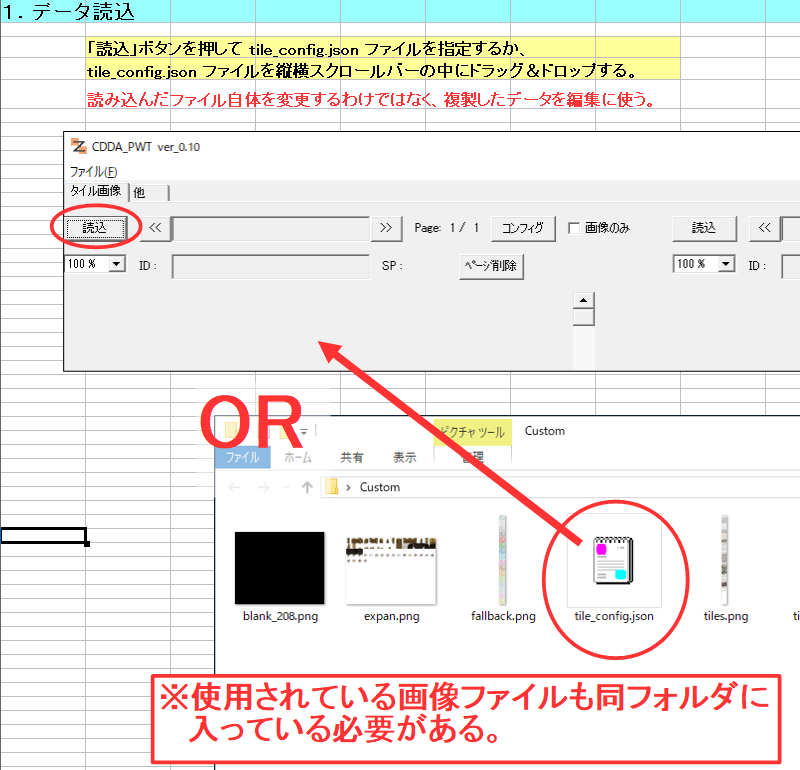 1. データ読込
「読込」ボタンを押して tile_config.json ファイルを指定するか、
tile_config.json ファイルを縦横スクロールバーの中にドラッグ＆ドロップする。
読み込んだファイル自体を変更するわけではなく、複製したデータを編集に使う。
CDDA_PWT ver_0.10
ファイル(F)
タイル画像 他
読込 << >> Page: 1 / 1 コンフィグ 画像のみ 読込 <<
100 % ID : SP : ページ削除 100 % ID :
OR
ピクチャ ツール Custom
ファイル ホーム 共有 表示 管理
Custom
blank_208.png expan.png fallback.png tile_config.json tiles.png
※使用されている画像ファイルも同フォルダに
入っている必要がある。